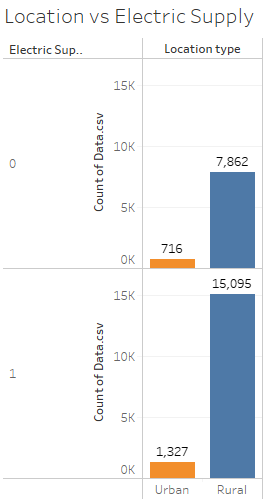 Location vs Electric Supply
Electric Sup..
Location type
0
Count of Data.csv
15K
10K
5K
0K
716
7,862
1
Count of Data.csv
15K
10K
5K
0K
1,327
15,095
Urban
Rural